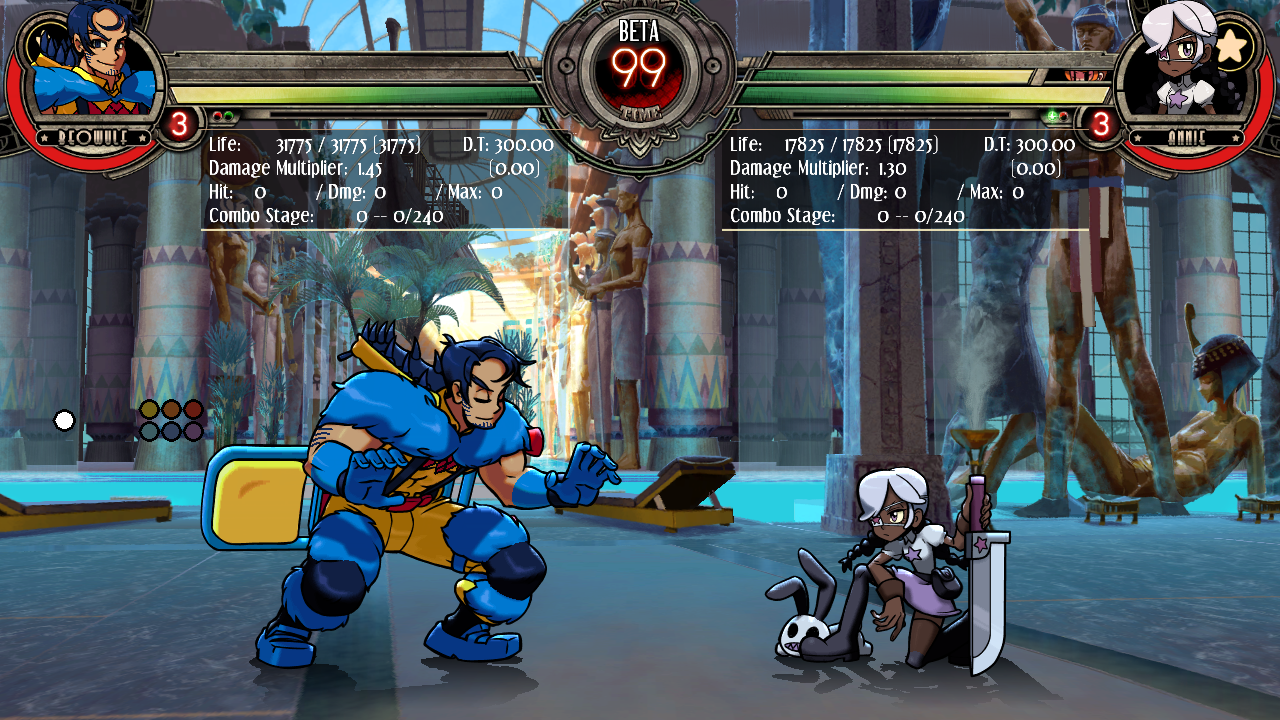 BETA
99
TIME
BEOWULF
3
3
ANNIE
Life: 31775 / 31775 (31775) D.T: 300.00
Damage Multiplier: 1.45 (0.00)
Hit: 0 / Dmg: 0 / Max: 0
Combo Stage: 0 -- 0/240
Life: 17825 / 17825 (17825) D.T: 300.00
Damage Multiplier: 1.30 (0.00)
Hit: 0 / Dmg: 0 / Max: 0
Combo Stage: 0 -- 0/240